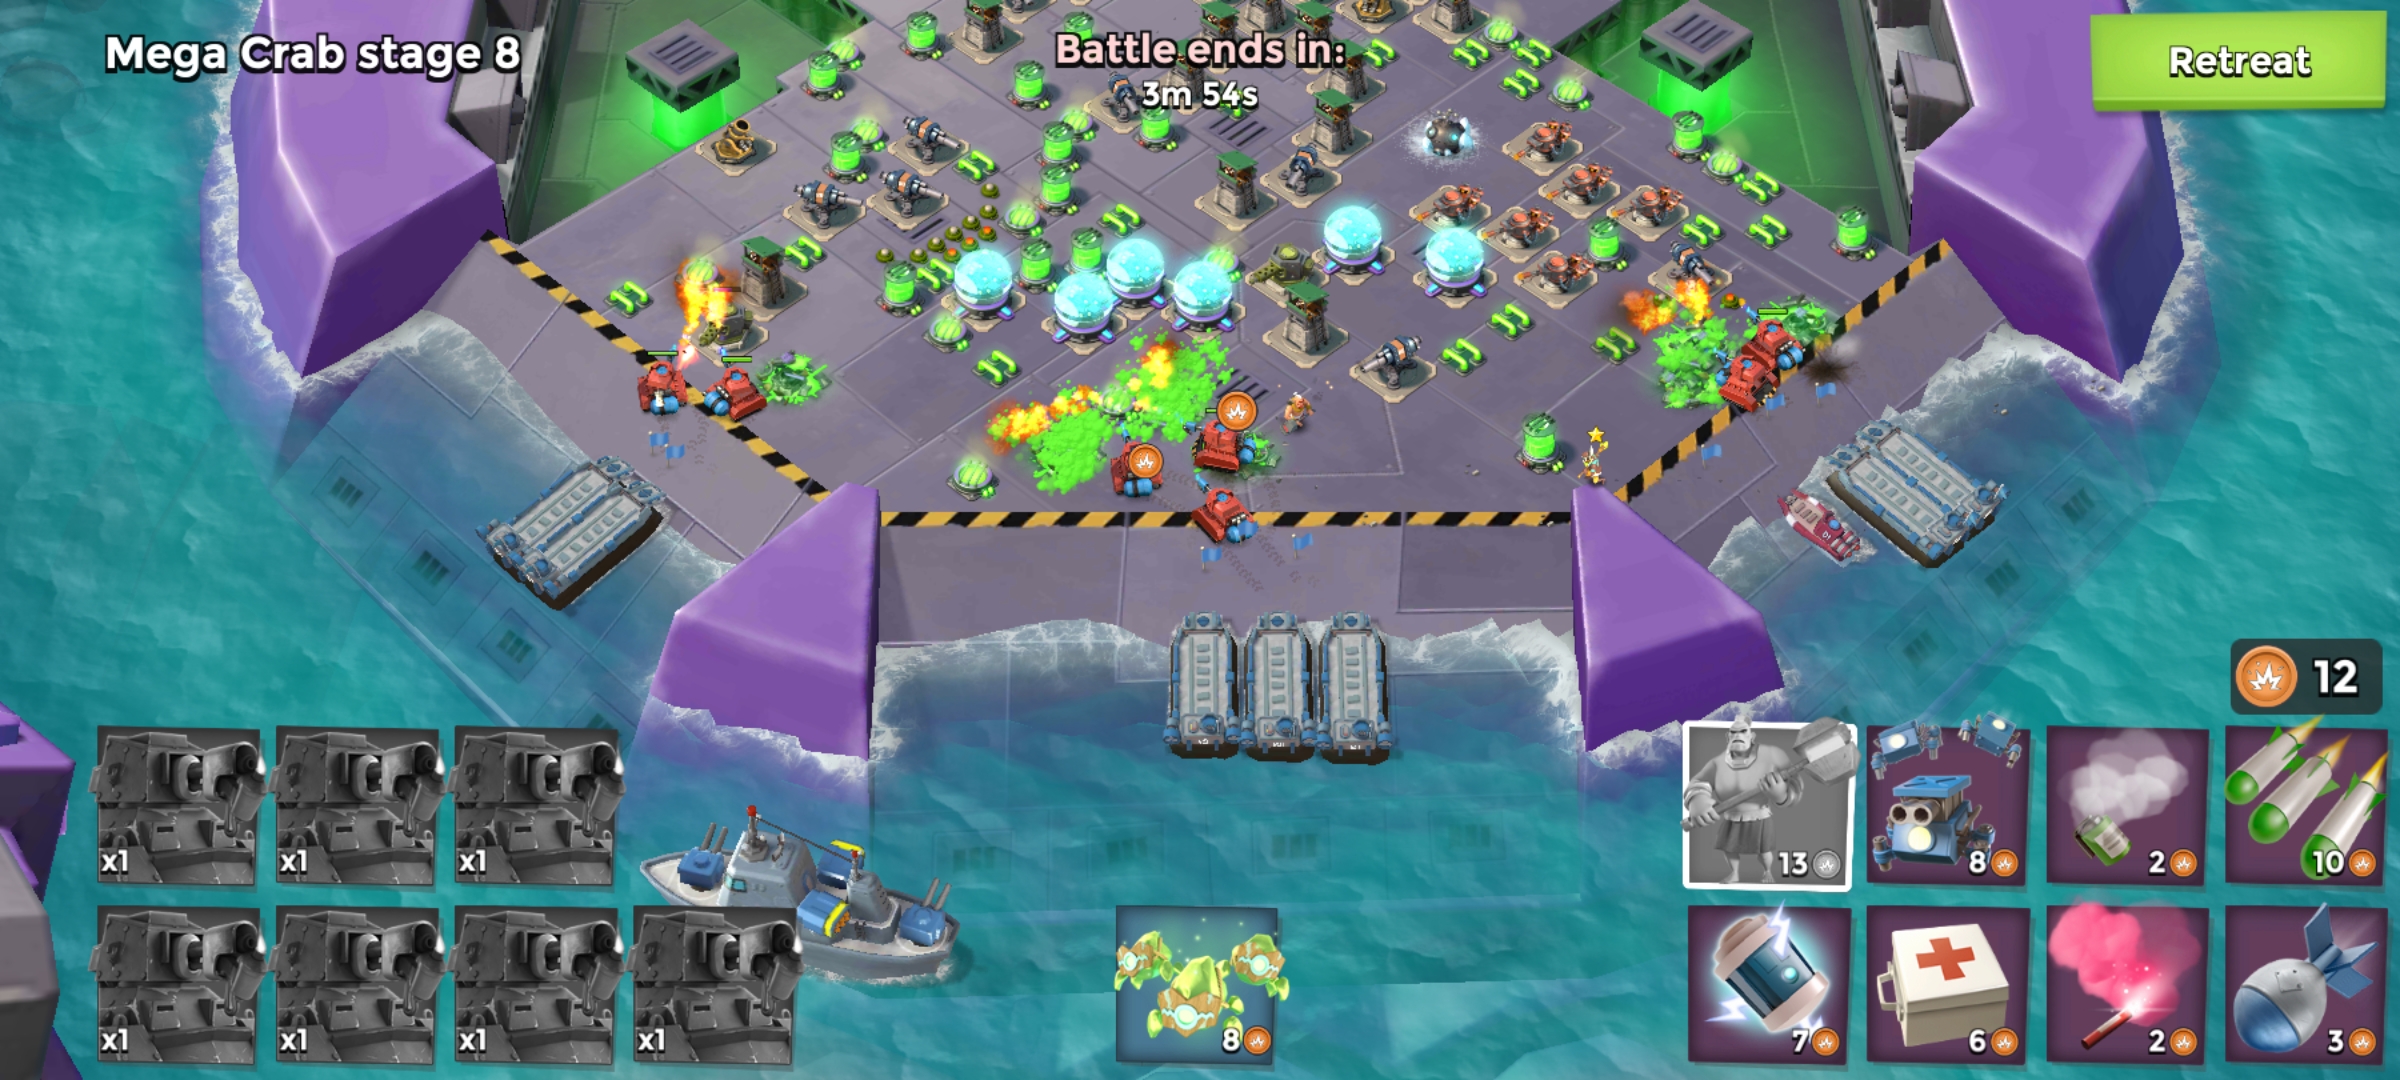 Mega Crab stage 8
Battle ends in:
3m 54s
Retreat
12
x1
x1
x1
13
8
2
10
x1
x1
x1
x1
8
7
6
2
3